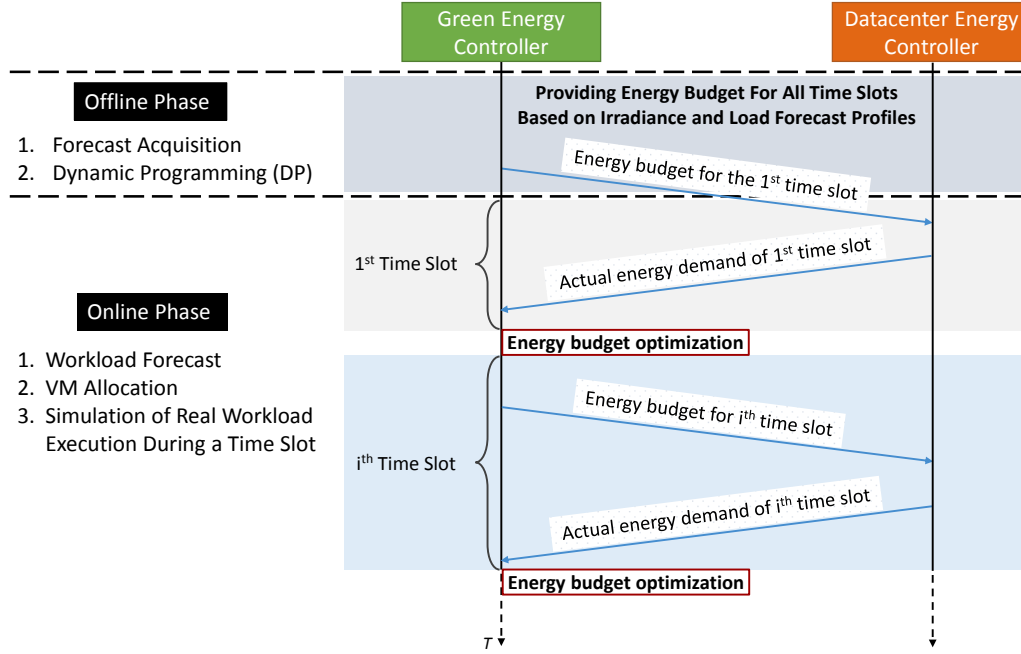 Green Energy
Controller
Datacenter Energy
Controller
Offline Phase
1. Forecast Acquisition
2. Dynamic Programming (DP)
Providing Energy Budget For All Time Slots
Based on Irradiance and Load Forecast Profiles
Energy budget for the 1st time slot
1st Time Slot
Actual energy demand of 1st time slot
Online Phase
1. Workload Forecast
2. VM Allocation
3. Simulation of Real Workload
Execution During a Time Slot
Energy budget optimization
Energy budget for ith time slot
ith Time Slot
Actual energy demand of ith time slot
Energy budget optimization
T